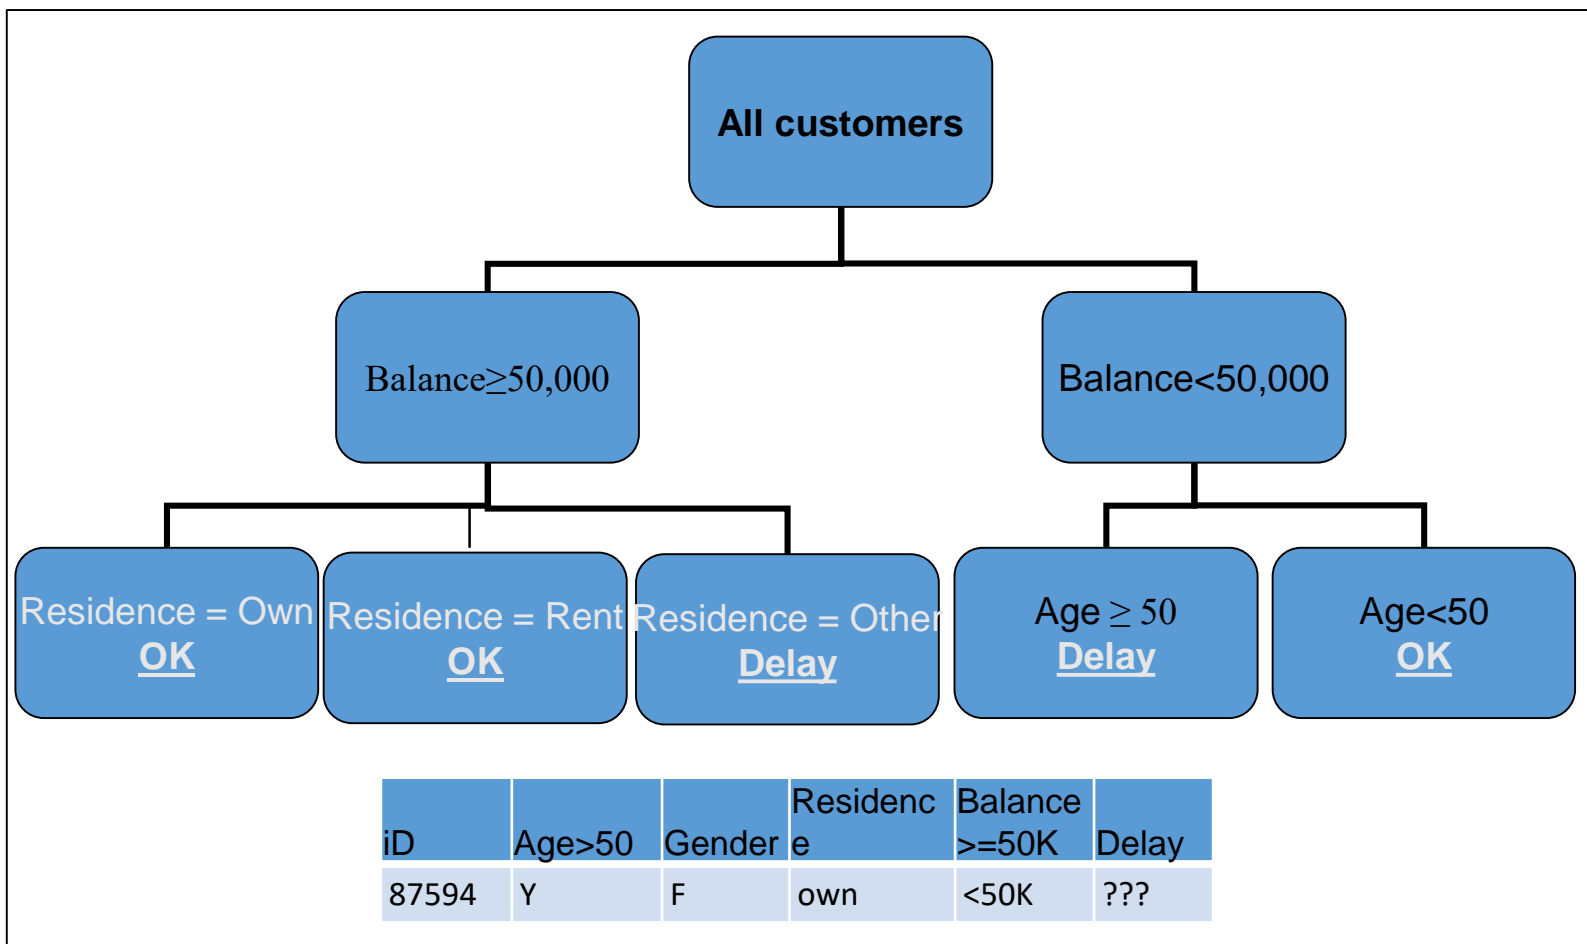 All customers
Balance≥50,000
Balance<50,000
Residence = Own
OK
Residence = Rent
OK
Residence = Other
Delay
Age ≥ 50
Delay
Age<50
OK
iD Age>50 Gender Residenc
e Balance
>=50K Delay
87594 Y F own <50K ???